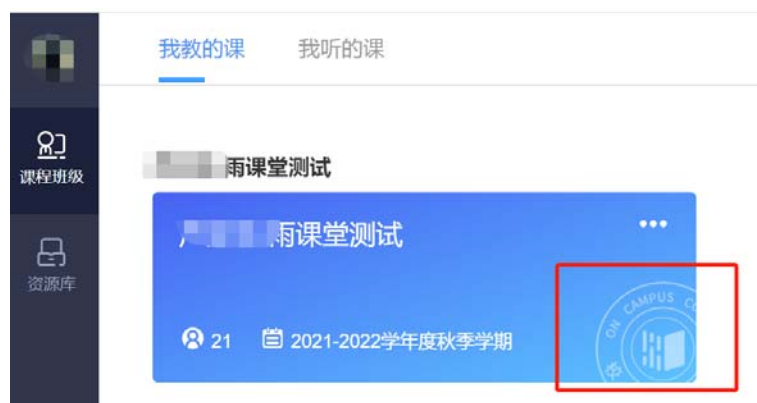 我教的课 我听的课
课程班级
雨课堂测试
雨课堂测试
资源库
21 2021-2022学年度秋季学期
ON CAMPUS